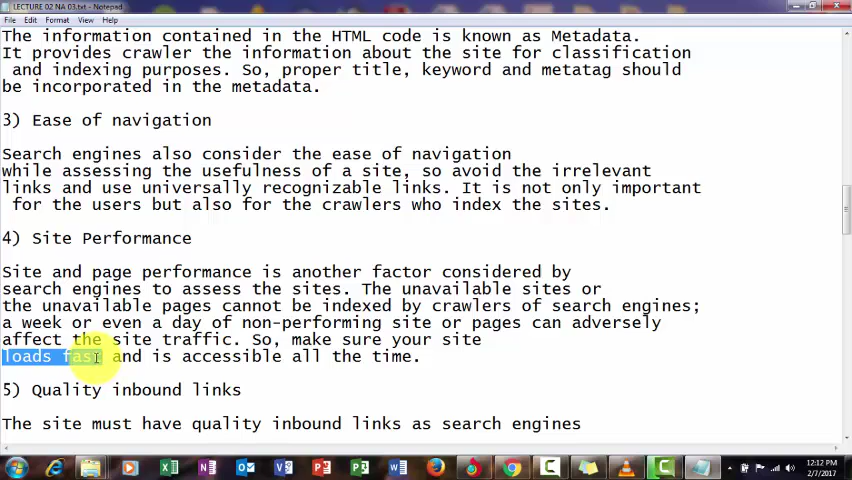 LECTURE 02 NA 03.txt - Notepad
File Edit Format View Help
The information contained in the HTML code is known as Metadata.
It provides crawler the information about the site for classification
and indexing purposes. So, proper title, keyword and metatag should
be incorporated in the metadata.
3) Ease of navigation
Search engines also consider the ease of navigation
while assessing the usefulness of a site, so avoid the irrelevant
links and use universally recognizable links. It is not only important
for the users but also for the crawlers who index the sites.
4) Site Performance
Site and page performance is another factor considered by
search engines to assess the sites. The unavailable sites or
the unavailable pages cannot be indexed by crawlers of search engines;
a week or even a day of non-performing site or pages can adversely
affect the site traffic. So, make sure your site
loads fast and is accessible all the time.
5) Quality inbound links
The site must have quality inbound links as search engines
12:12 PM
2/7/2017